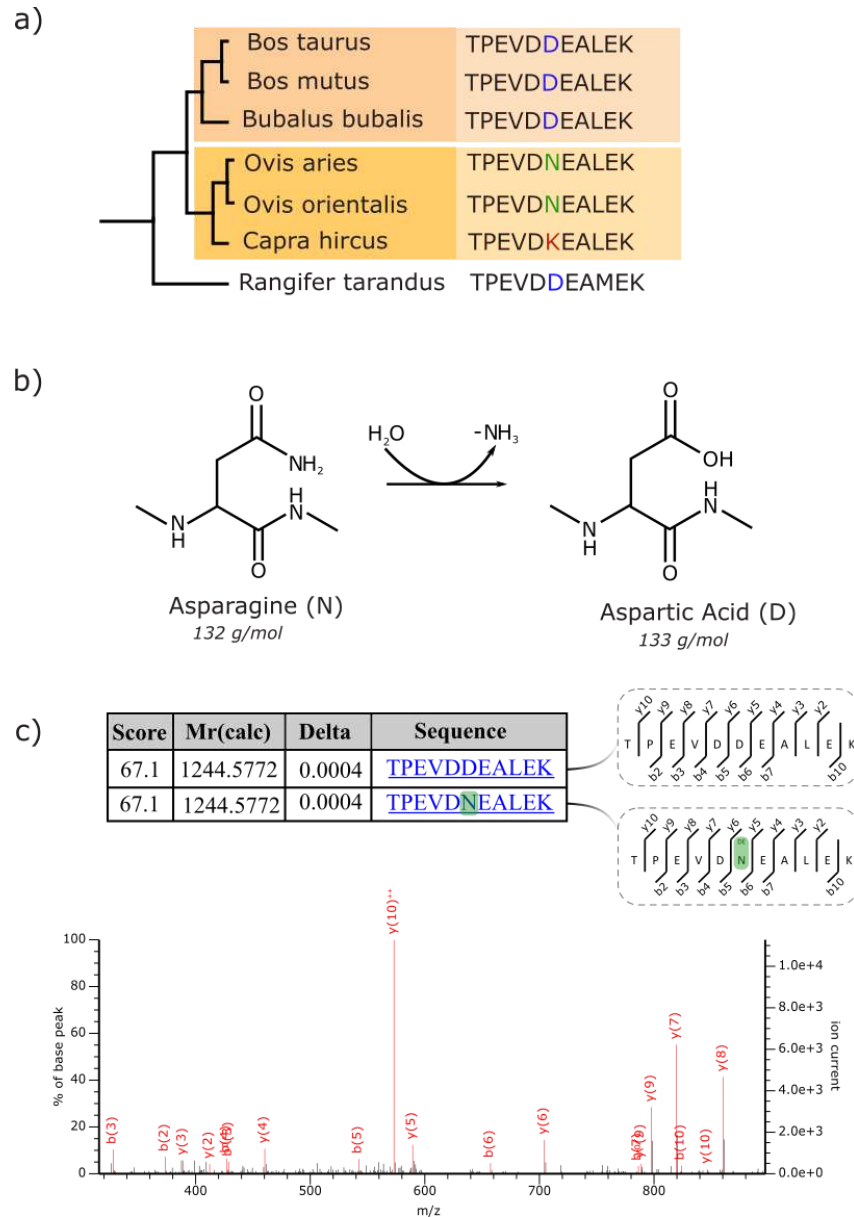 a)
Bos taurus TPEVDDEALEK
Bos mutus TPEVDDEALEK
Bubalus bubalis TPEVDDEALEK
Ovis aries TPEVDNEALEK
Ovis orientalis TPEVDNEALEK
Capra hircus TPEVDKEALEK
Rangifer tarandus TPEVDDEAMEK
b)
O
NH2
N
H
H
N
O
Asparagine (N)
132 g/mol
H2O
-NH3
O
OH
N
H
H
N
O
Aspartic Acid (D)
133 g/mol
c)
Score Mr(calc) Delta Sequence
67.1 1244.5772 0.0004 TPEVDDEALEK
67.1 1244.5772 0.0004 TPEVDNEALEK
y10 y9 y8 y7 y6 y5 y4 y3 y2
T P E V D D E A L E K
b2 b3 b4 b5 b6 b7 b10
y10 y9 y8 y7 y6 y5 y4 y3 y2
T P E V D N E A L E K
b2 b3 b4 b5 b6 b7 b10
% of base peak
100
80
60
40
20
0
400 600 800
m/z
1.0e+4
8.0e+3
6.0e+3
4.0e+3
2.0e+3
0.0e+0
ion current
b(3)
b(2)
y(3)
y(2)
y(4)
b(5)
y(10)++
y(5)
b(6)
y(6)
y(9)
y(7)
b(10)
y(10)
y(8)